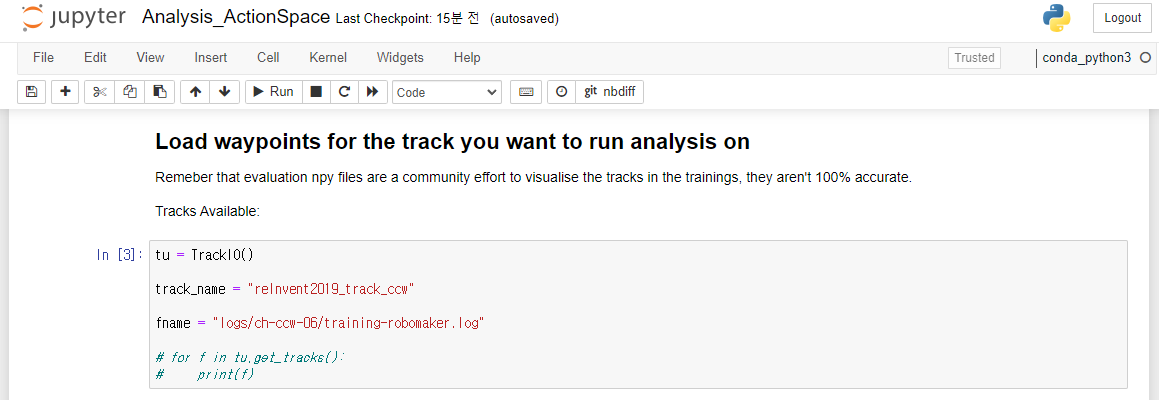 jupyter Analysis_ActionSpace Last Checkpoint: 15분 전 (autosaved) Logout
File Edit View Insert Cell Kernel Widgets Help Trusted conda_python3
Run Code git nbdiff
Load waypoints for the track you want to run analysis on
Remeber that evaluation npy files are a community effort to visualise the tracks in the trainings, they aren't 100% accurate.
Tracks Available:
In [3]: tu = TrackIO()
track_name = "reInvent2019_track_ccw"
fname = "logs/ch-ccw-06/training-robomaker.log"
# for f in tu.get_tracks():
#     print(f)